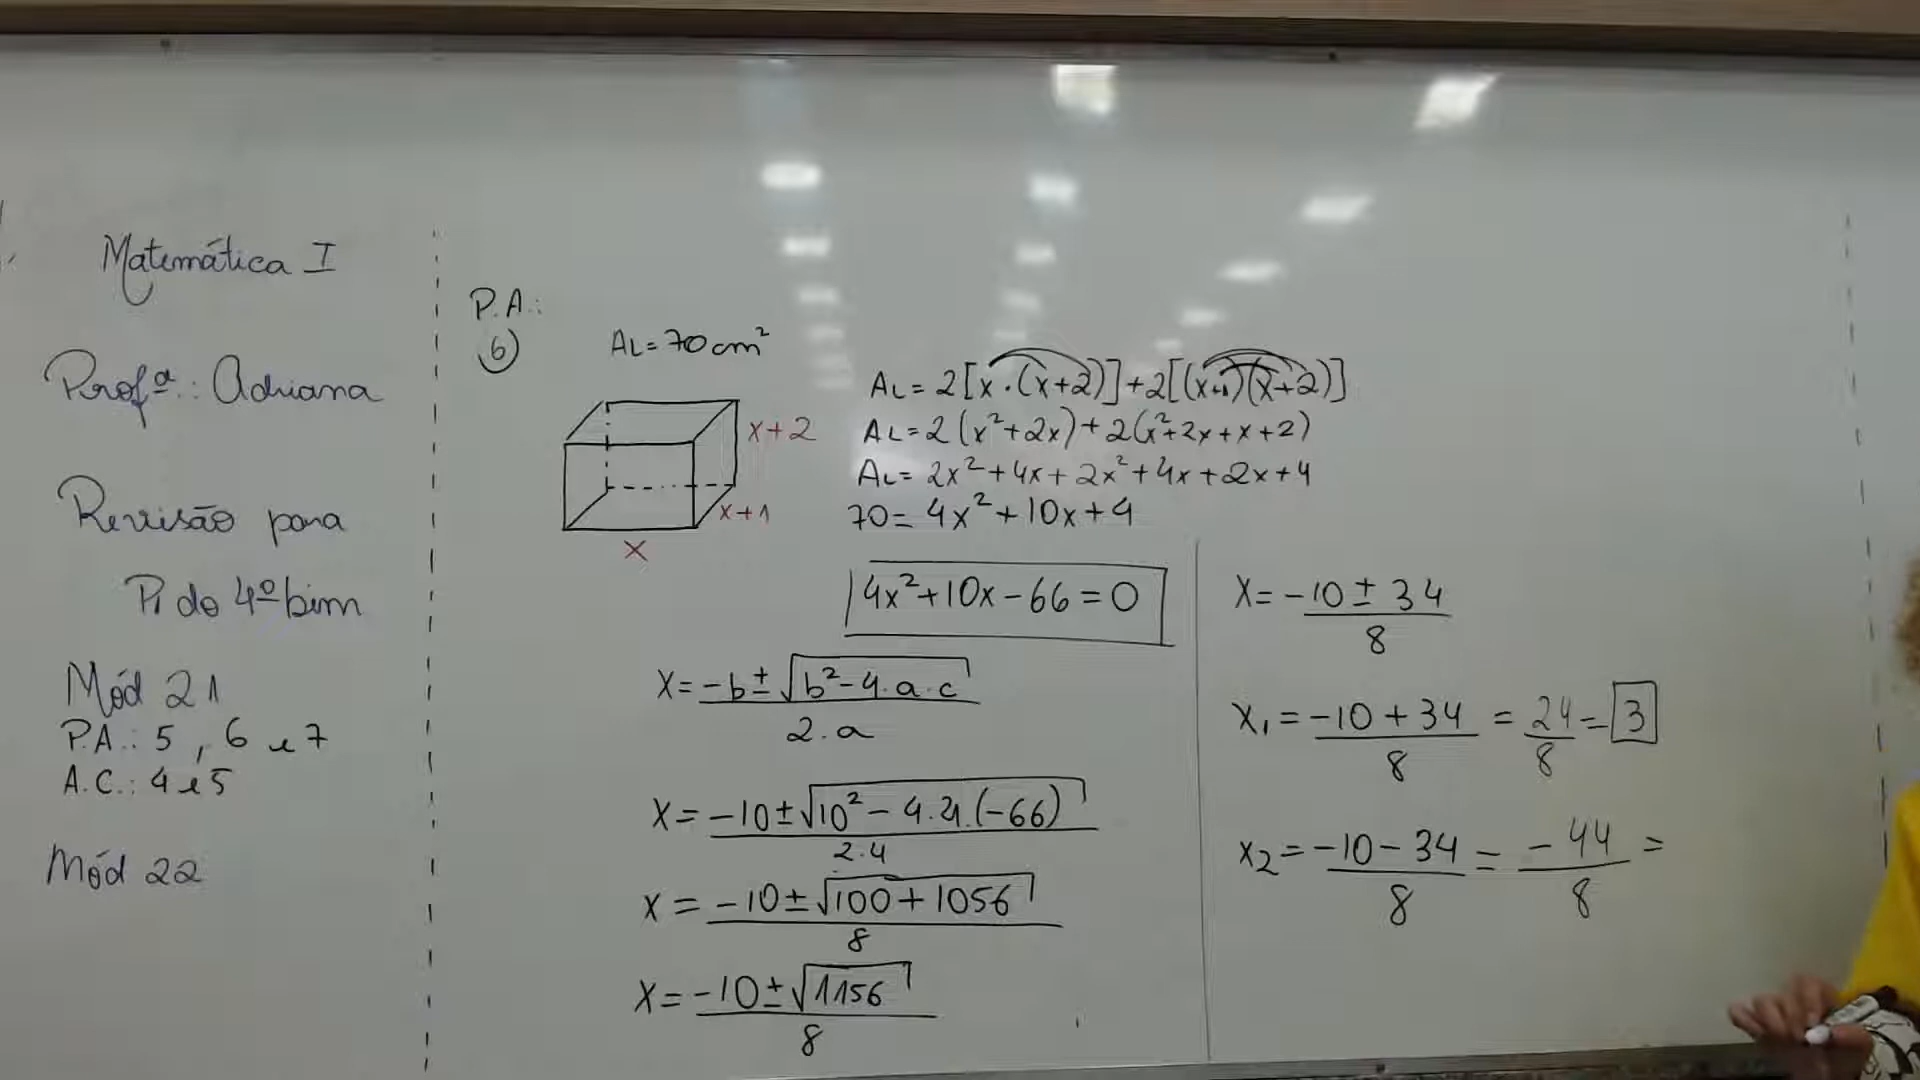 Matemática I
Profª.: Adriana
Revisão para
Pi do 4º bim
Mód 21
P.A.: 5, 6 e 7
A.C.: 4 e 5
Mód 22
P.A.:
6
AL = 70 cm²
x+2
x+1
x
AL = 2[x·(x+2)]+2[(x+1)(x+2)]
AL = 2(x²+2x)+2(x²+2x+x+2)
AL = 2x²+4x+2x²+4x+2x+4
70 = 4x²+10x+4
4x²+10x-66=0
x = -b±√b²-4.a.c
2.a
x = -10±√10²-4.4.(-66)
2.4
x = -10±√100+1056
8
x = -10±√1156
8
x = -10±34
8
x₁ = -10+34 = 24 = 3
8 8
x₂ = -10-34 = -44 =
8 8